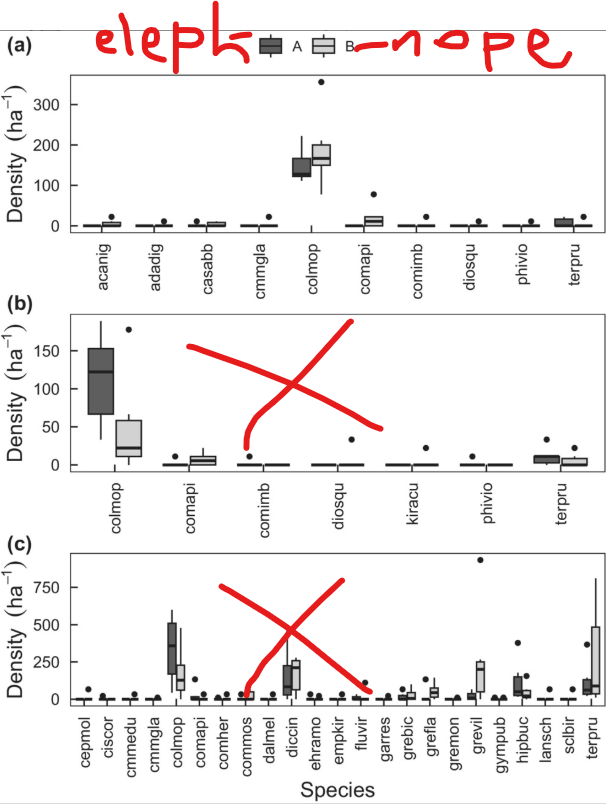 eleph — nope
(a) A B
Density (ha⁻¹)
300
200
100
0
acanig adadig casabb cmmgla colmop comapi comimb diosqu phivio terpru
(b)
Density (ha⁻¹)
150
100
50
0
colmop comapi comimb diosqu kiracu phivio terpru
(c)
Density (ha⁻¹)
750
500
250
0
cepmol ciscor cmmedu cmmgla colmop comapi comher commos dalmel diccin ehramo empkir fluvir garres grebic grefla gremon grevil gympub hipbuc lansch sclbir terpru
Species